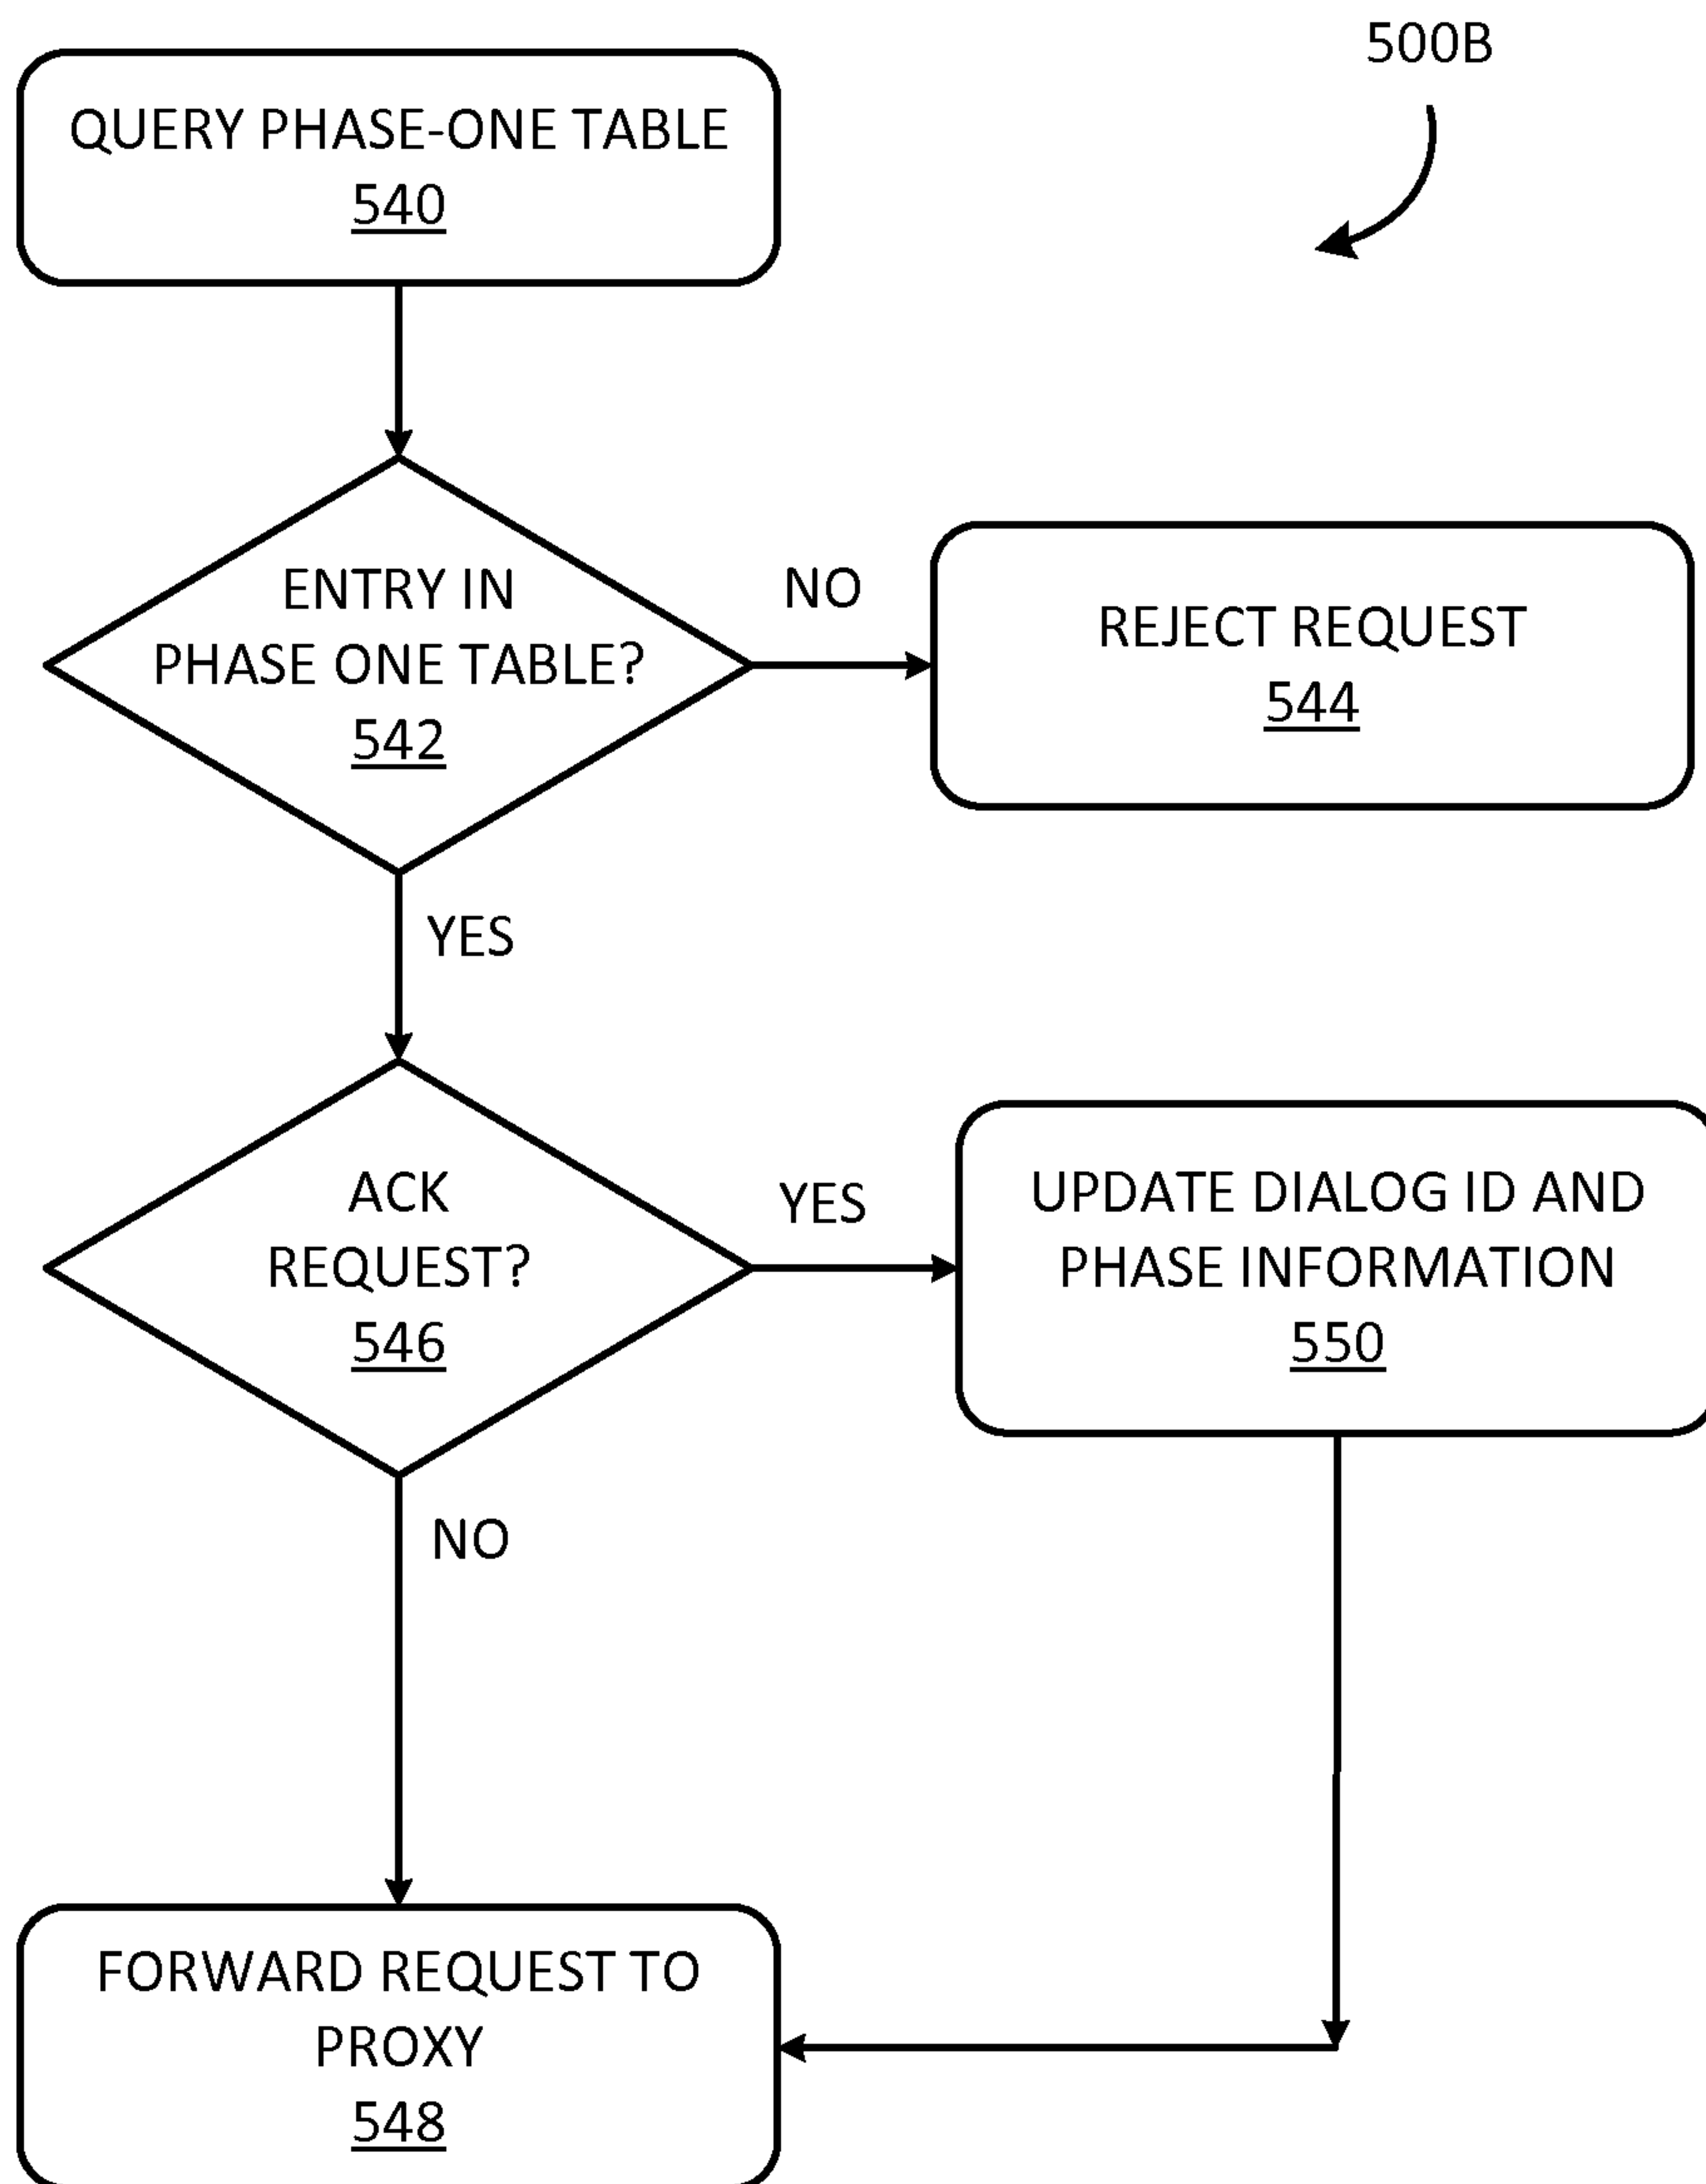 500B
QUERY PHASE-ONE TABLE
540
ENTRY IN
PHASE ONE TABLE?
542
NO
REJECT REQUEST
544
YES
ACK
REQUEST?
546
YES
UPDATE DIALOG ID AND
PHASE INFORMATION
550
NO
FORWARD REQUEST TO
PROXY
548